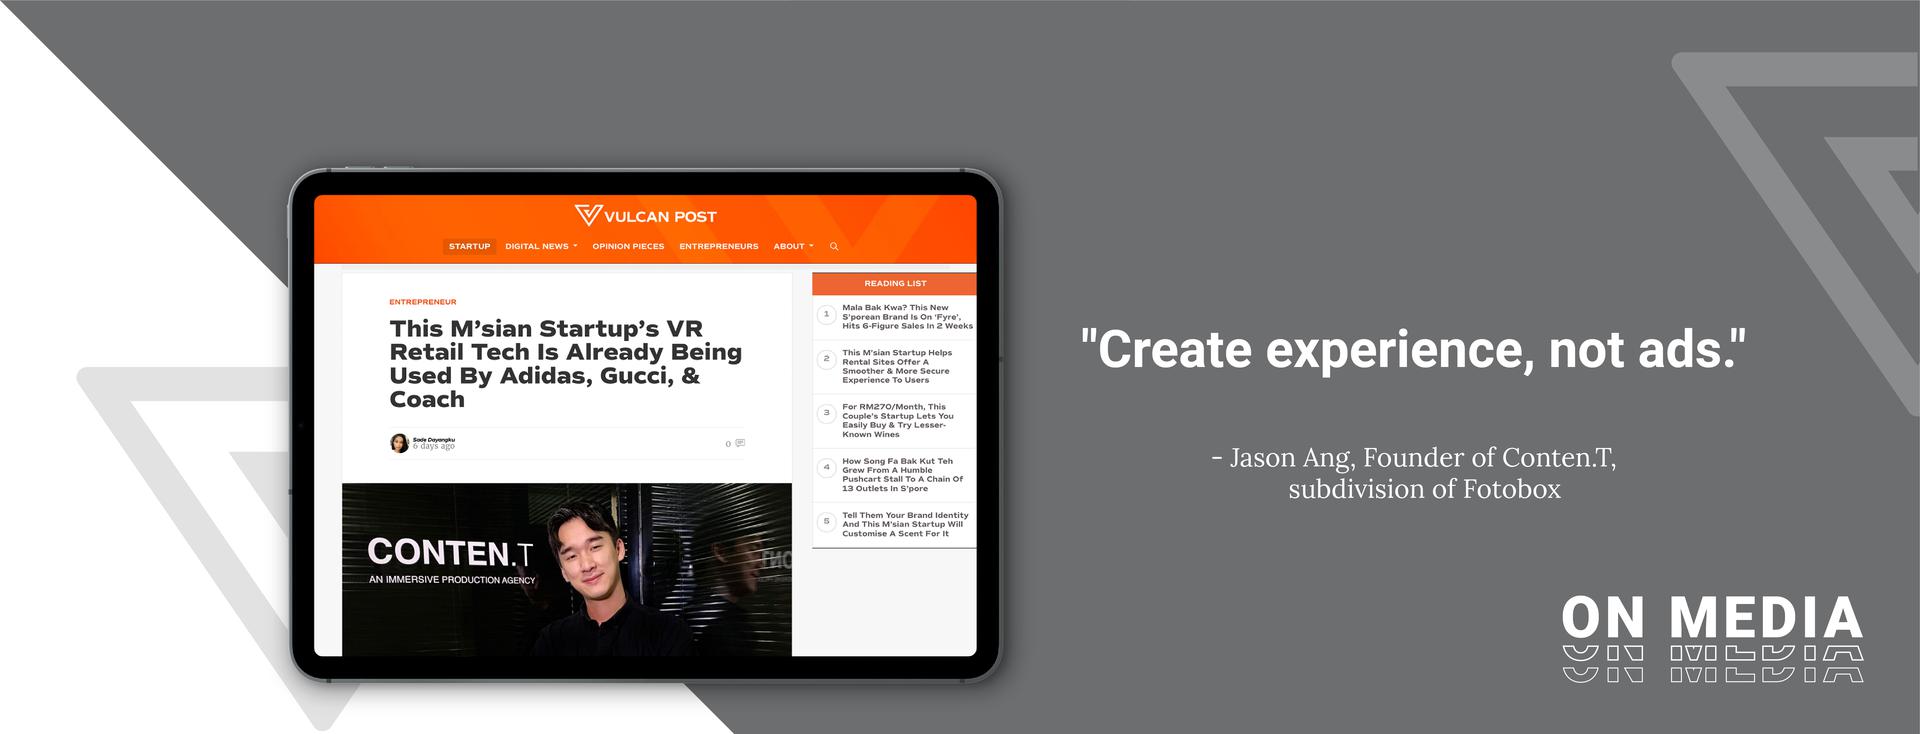 VULCAN POST
STARTUP DIGITAL NEWS OPINION PIECES ENTREPRENEURS ABOUT
ENTREPRENEUR
This M’sian Startup’s VR
Retail Tech Is Already Being
Used By Adidas, Gucci, &
Coach
Sade Dayangku
6 days ago
0
CONTEN.T
AN IMMERSIVE PRODUCTION AGENCY
READING LIST
1
Mala Bak Kwa? This New
S’porean Brand Is On ‘Fyre’,
Hits 6-Figure Sales In 2 Weeks
2
This M’sian Startup Helps
Rental Sites Offer A
Smoother & More Secure
Experience To Users
3
For RM270/Month, This
Couple’s Startup Lets You
Easily Buy & Try Lesser-
Known Wines
4
How Song Fa Bak Kut Teh
Grew From A Humble
Pushcart Stall To A Chain Of
13 Outlets In S’pore
5
Tell Them Your Brand Identity
And This M’sian Startup Will
Customise A Scent For It
"Create experience, not ads."
- Jason Ang, Founder of Conten.T,
subdivision of Fotobox
ON MEDIA
ON MEDIA
ON MEDIA